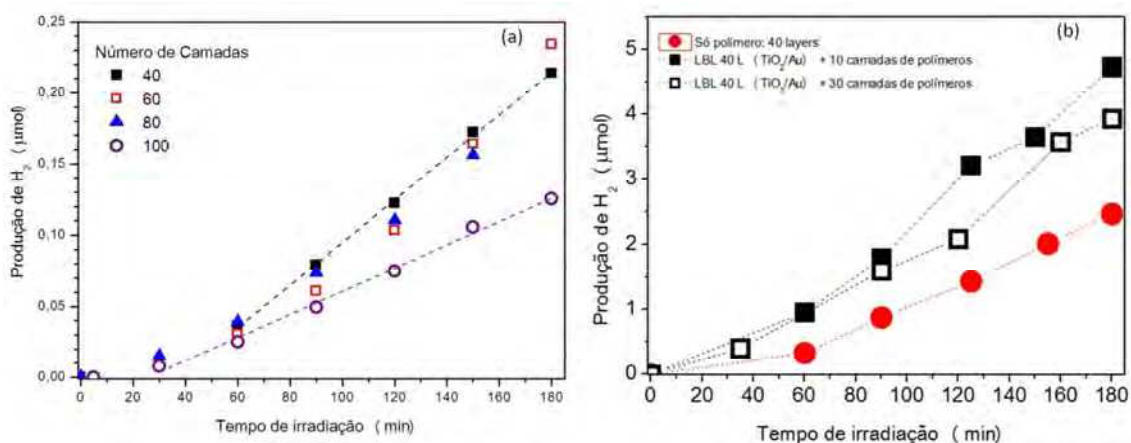 (a)
Número de Camadas
40
60
80
100
0,25
0,20
0,15
0,10
0,05
0,00
Produção de H2 ( µmol)
0 20 40 60 80 100 120 140 160 180
Tempo de irradiação ( min)
(b)
Só polímero: 40 layers
LBL 40 L ( TiO2/Au) + 10 camadas de polímeros
LBL 40 L ( TiO2/Au) + 30 camadas de polímeros
5
4
3
2
1
0
Produção de H2 ( µmol)
0 20 40 60 80 100 120 140 160 180
Tempo de irradiação ( min)